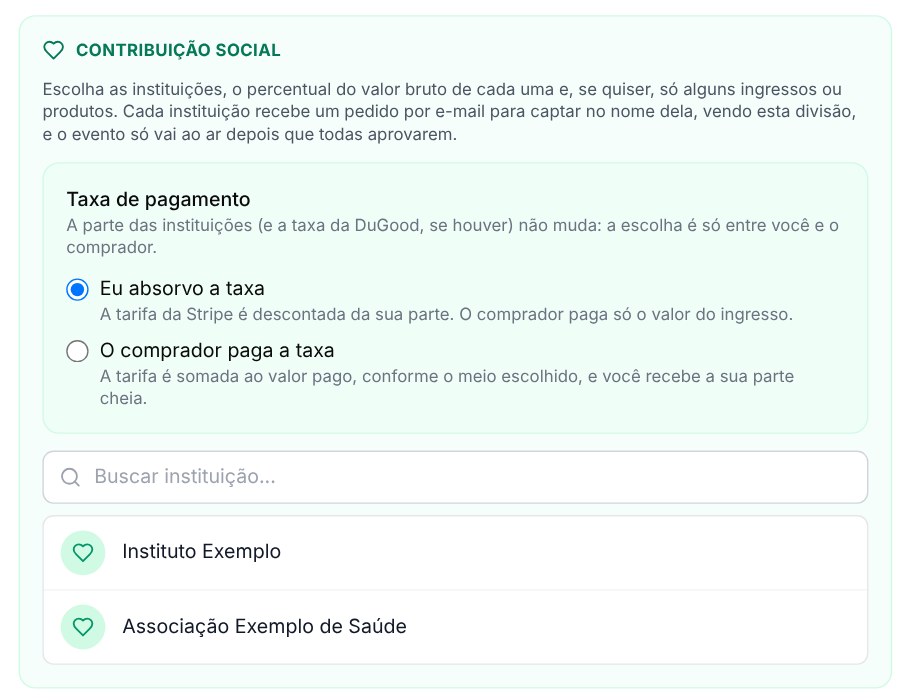 CONTRIBUIÇÃO SOCIAL
Escolha as instituições, o percentual do valor bruto de cada uma e, se quiser, só alguns ingressos ou
produtos. Cada instituição recebe um pedido por e-mail para captar no nome dela, vendo esta divisão,
e o evento só vai ao ar depois que todas aprovarem.
Taxa de pagamento
A parte das instituições (e a taxa da DuGood, se houver) não muda: a escolha é só entre você e o
comprador.
Eu absorvo a taxa
A tarifa da Stripe é descontada da sua parte. O comprador paga só o valor do ingresso.
O comprador paga a taxa
A tarifa é somada ao valor pago, conforme o meio escolhido, e você recebe a sua parte
cheia.
Buscar instituição...
Instituto Exemplo
Associação Exemplo de Saúde